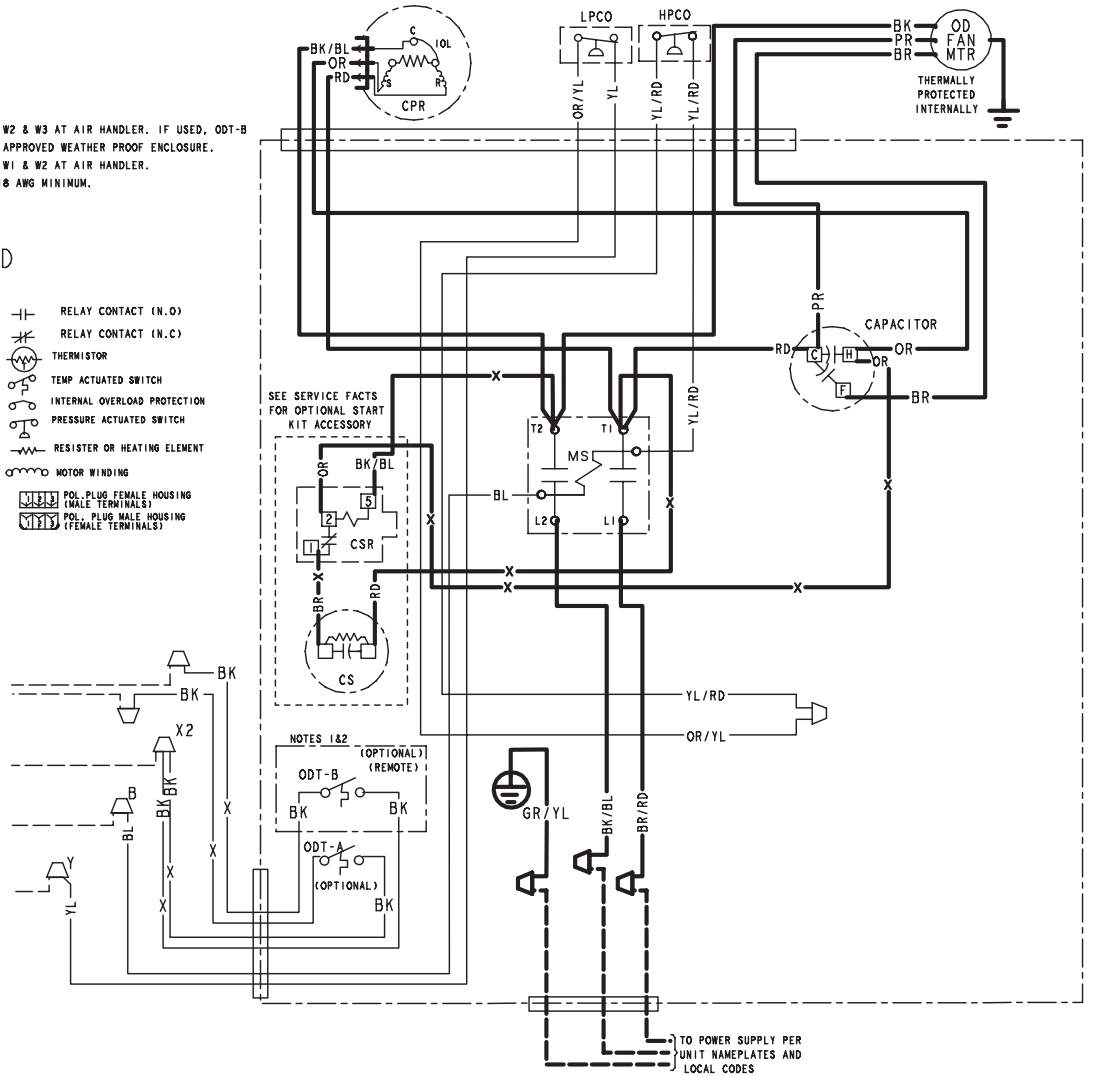 LPCO
HPCO
BK
PR
BR
OD
FAN
MTR
THERMALLY
PROTECTED
INTERNALLY
C
IOL
BK/BL
OR
RD
S
R
CPR
OR/YL
YL
YL/RD
YL/RD
W2 & W3 AT AIR HANDLER. IF USED, ODT-B
APPROVED WEATHER PROOF ENCLOSURE.
W1 & W2 AT AIR HANDLER.
8 AWG MINIMUM.
D
RELAY CONTACT (N.O)
RELAY CONTACT (N.C)
THERMISTOR
TEMP ACTUATED SWITCH
INTERNAL OVERLOAD PROTECTION
PRESSURE ACTUATED SWITCH
RESISTER OR HEATING ELEMENT
MOTOR WINDING
1 2 3
POL.PLUG FEMALE HOUSING
(MALE TERMINALS)
1 2 3
POL. PLUG MALE HOUSING
(FEMALE TERMINALS)
PR
CAPACITOR
RD
C
H
OR
OR
F
BR
X
YL/RD
SEE SERVICE FACTS
FOR OPTIONAL START
KIT ACCESSORY
OR
BK/BL
5
2
1
CSR
X
BR
RD
CS
T2
T1
MS
BL
L2
L1
X
X
X
X
X
X
BK
BK
X2
BK
BK
B
BL
Y
YL
X
X
X
X
YL/RD
OR/YL
NOTES 1&2
(OPTIONAL)
(REMOTE)
ODT-B
BK
BK
ODT-A
(OPTIONAL)
BK
GR/YL
BK/BL
BR/RD
TO POWER SUPPLY PER
UNIT NAMEPLATES AND
LOCAL CODES